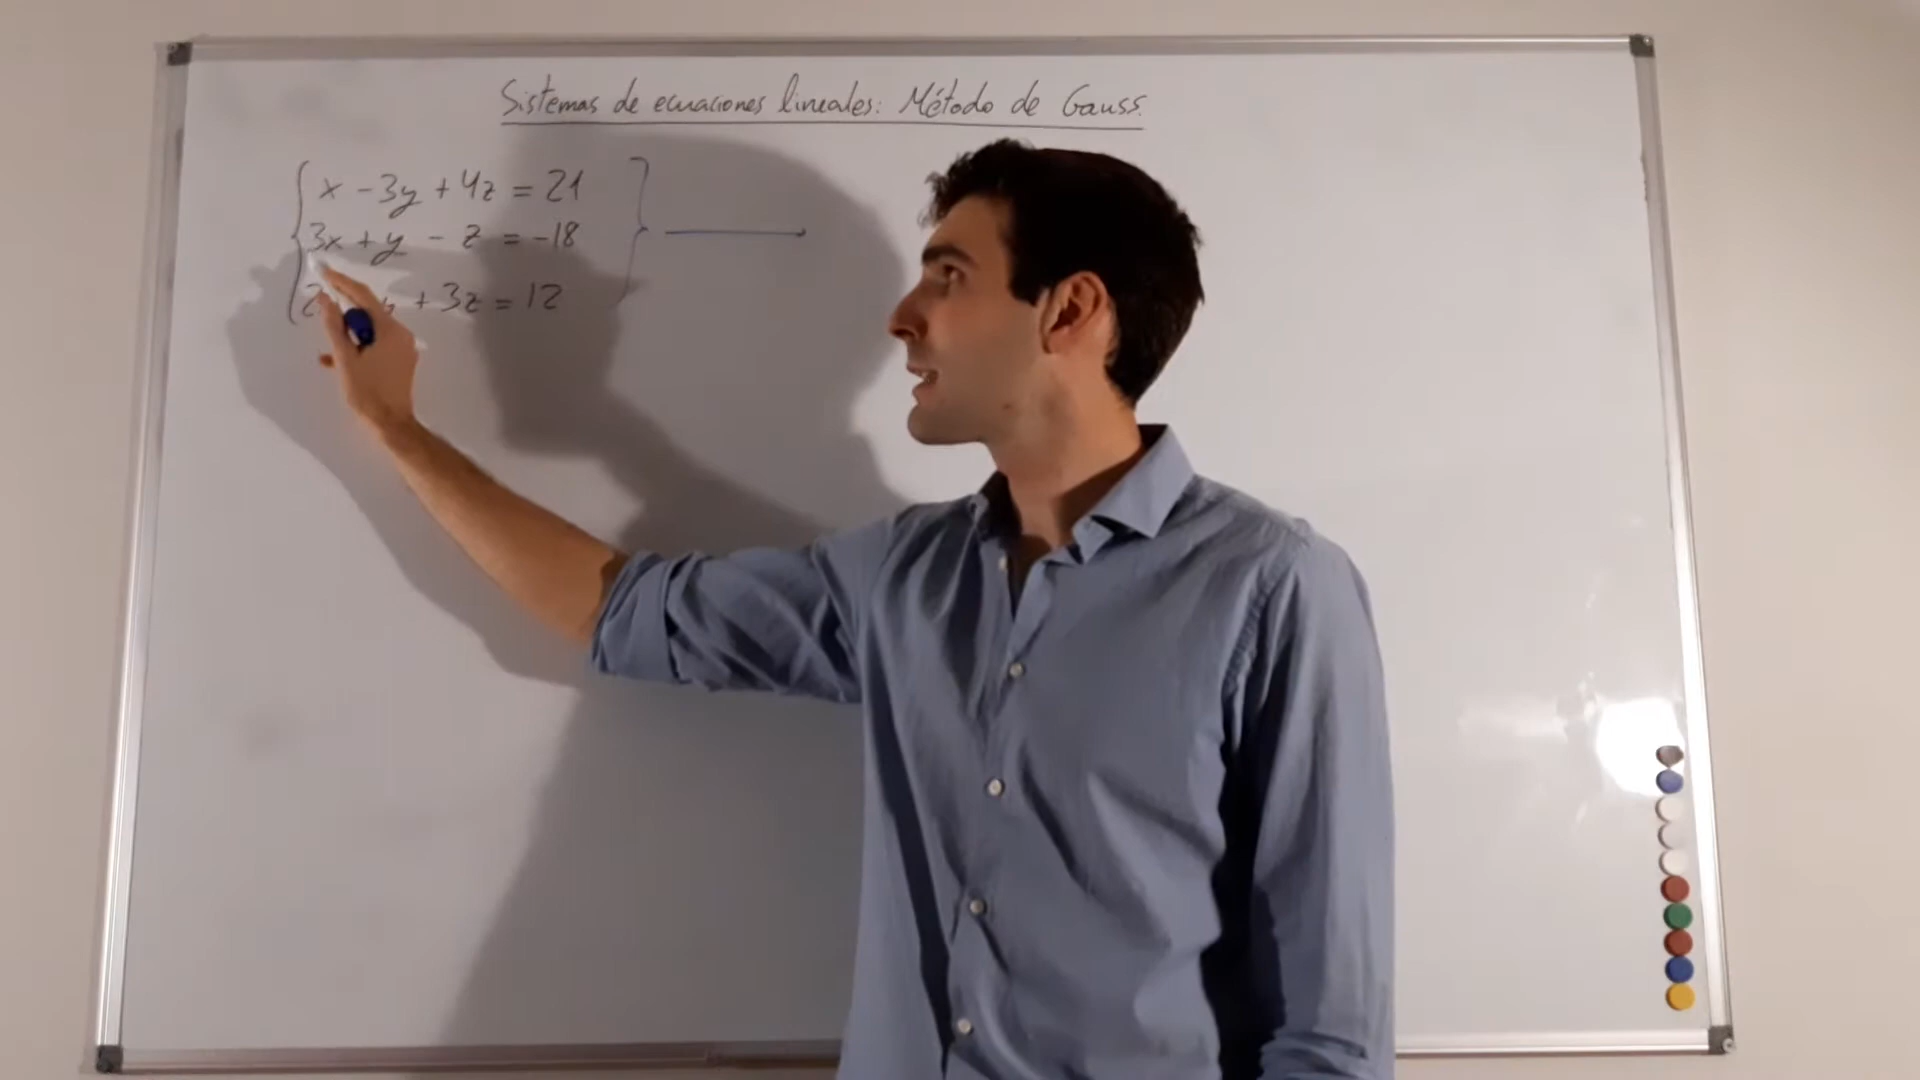 Sistemas de ecuaciones lineales: Método de Gauss.
x - 3y + 4z = 21
3x + y - z = -18
+ 3z = 12